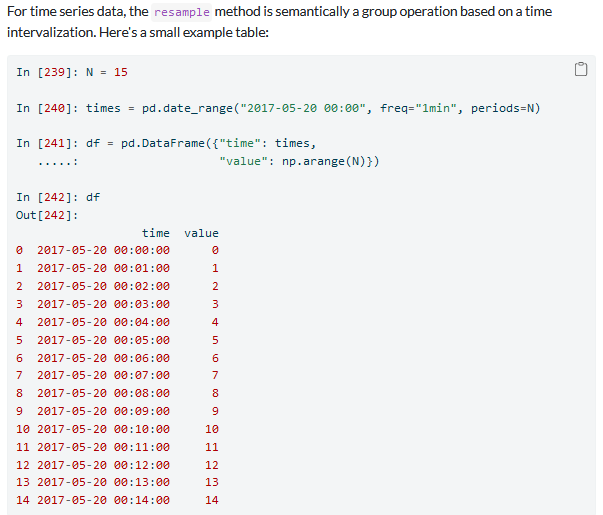 For time series data, the resample method is semantically a group operation based on a time
intervalization. Here's a small example table:
In [239]: N = 15
In [240]: times = pd.date_range("2017-05-20 00:00", freq="1min", periods=N)
In [241]: df = pd.DataFrame({"time": times,
.....: "value": np.arange(N)})
In [242]: df
Out[242]:
time value
0 2017-05-20 00:00:00 0
1 2017-05-20 00:01:00 1
2 2017-05-20 00:02:00 2
3 2017-05-20 00:03:00 3
4 2017-05-20 00:04:00 4
5 2017-05-20 00:05:00 5
6 2017-05-20 00:06:00 6
7 2017-05-20 00:07:00 7
8 2017-05-20 00:08:00 8
9 2017-05-20 00:09:00 9
10 2017-05-20 00:10:00 10
11 2017-05-20 00:11:00 11
12 2017-05-20 00:12:00 12
13 2017-05-20 00:13:00 13
14 2017-05-20 00:14:00 14